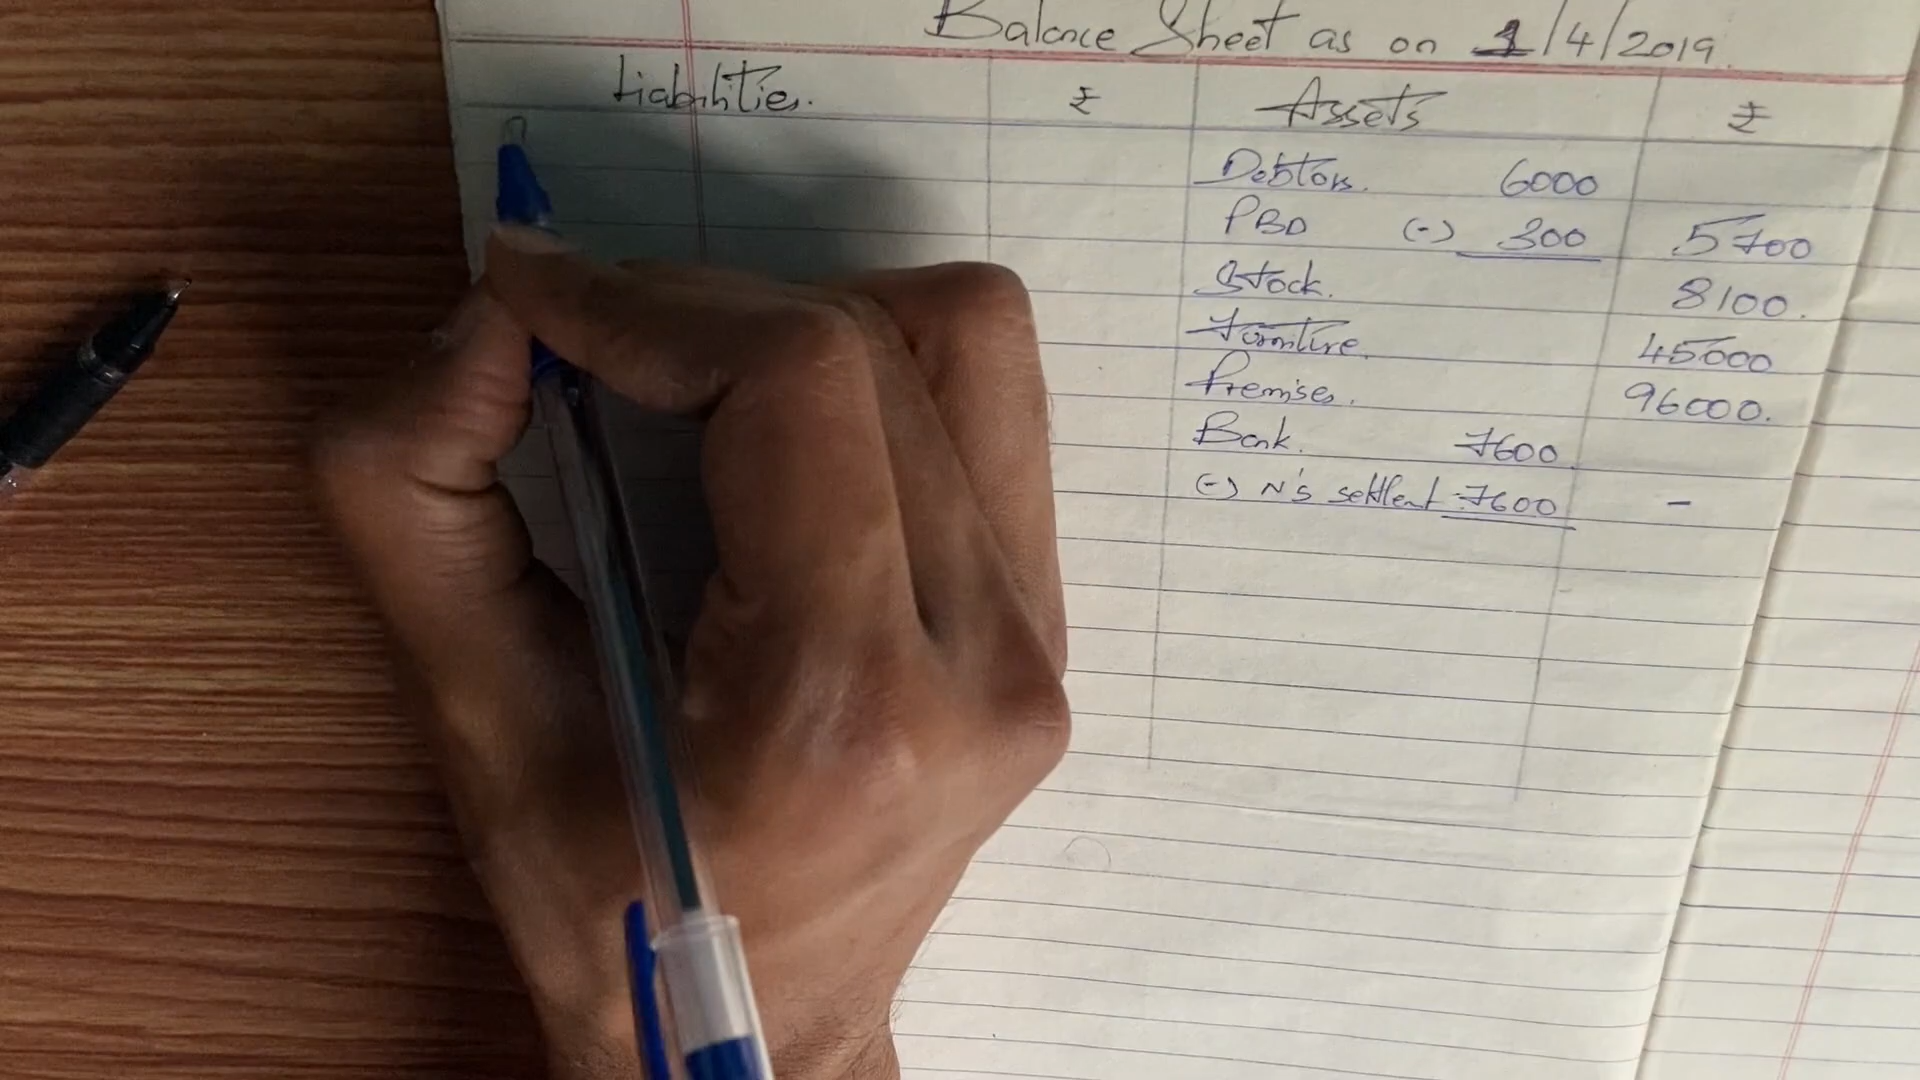 Balance Sheet as on 1/4/2019.
Liabilities. ₹ Assets ₹
Debtors. 6000
PBD (-) 300 5700
Stock. 8100.
Furniture. 45000
Premises. 96000.
Bank. 7600
(-) N's settlent 7600 -